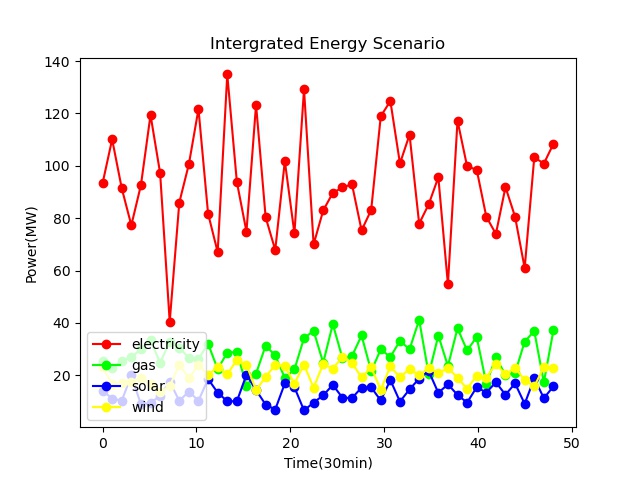 Intergrated Energy Scenario
Power(MW)
140
120
100
80
60
40
20
electricity
gas
solar
wind
0
10
20
30
40
50
Time(30min)